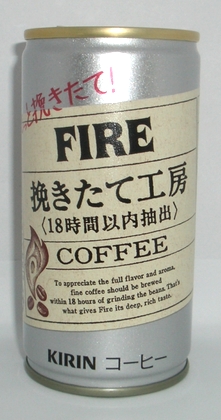 挽きたて!
FIRE
挽きたて工房
〈18時間以内抽出〉
COFFEE
To appreciate the full flavor and aroma,
fine coffee should be brewed
within 18 hours of grinding the beans. That's
what gives Fire its deep, rich taste.
KIRIN コーヒー